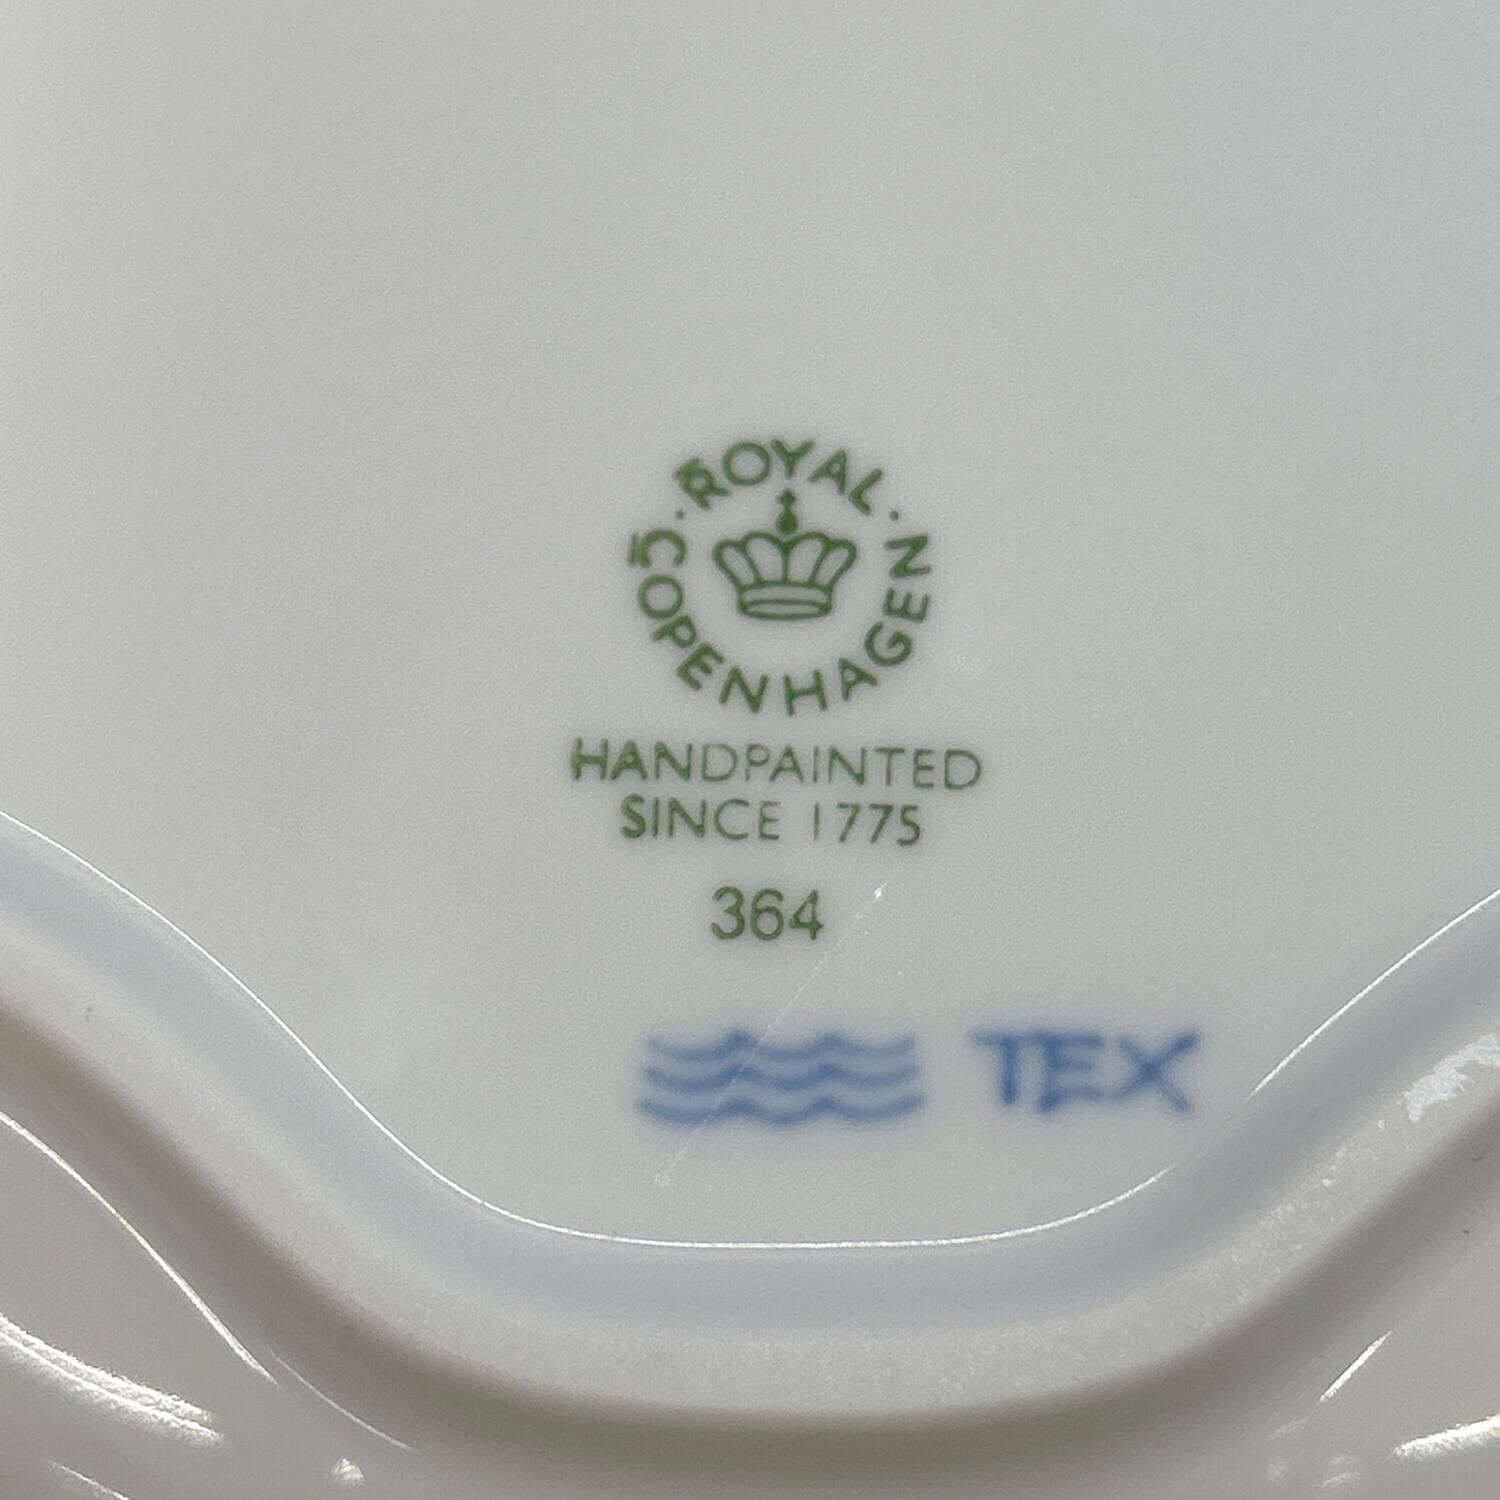 ROYAL
COPENHAGEN
HANDPAINTED
SINCE 1775
364
TEX